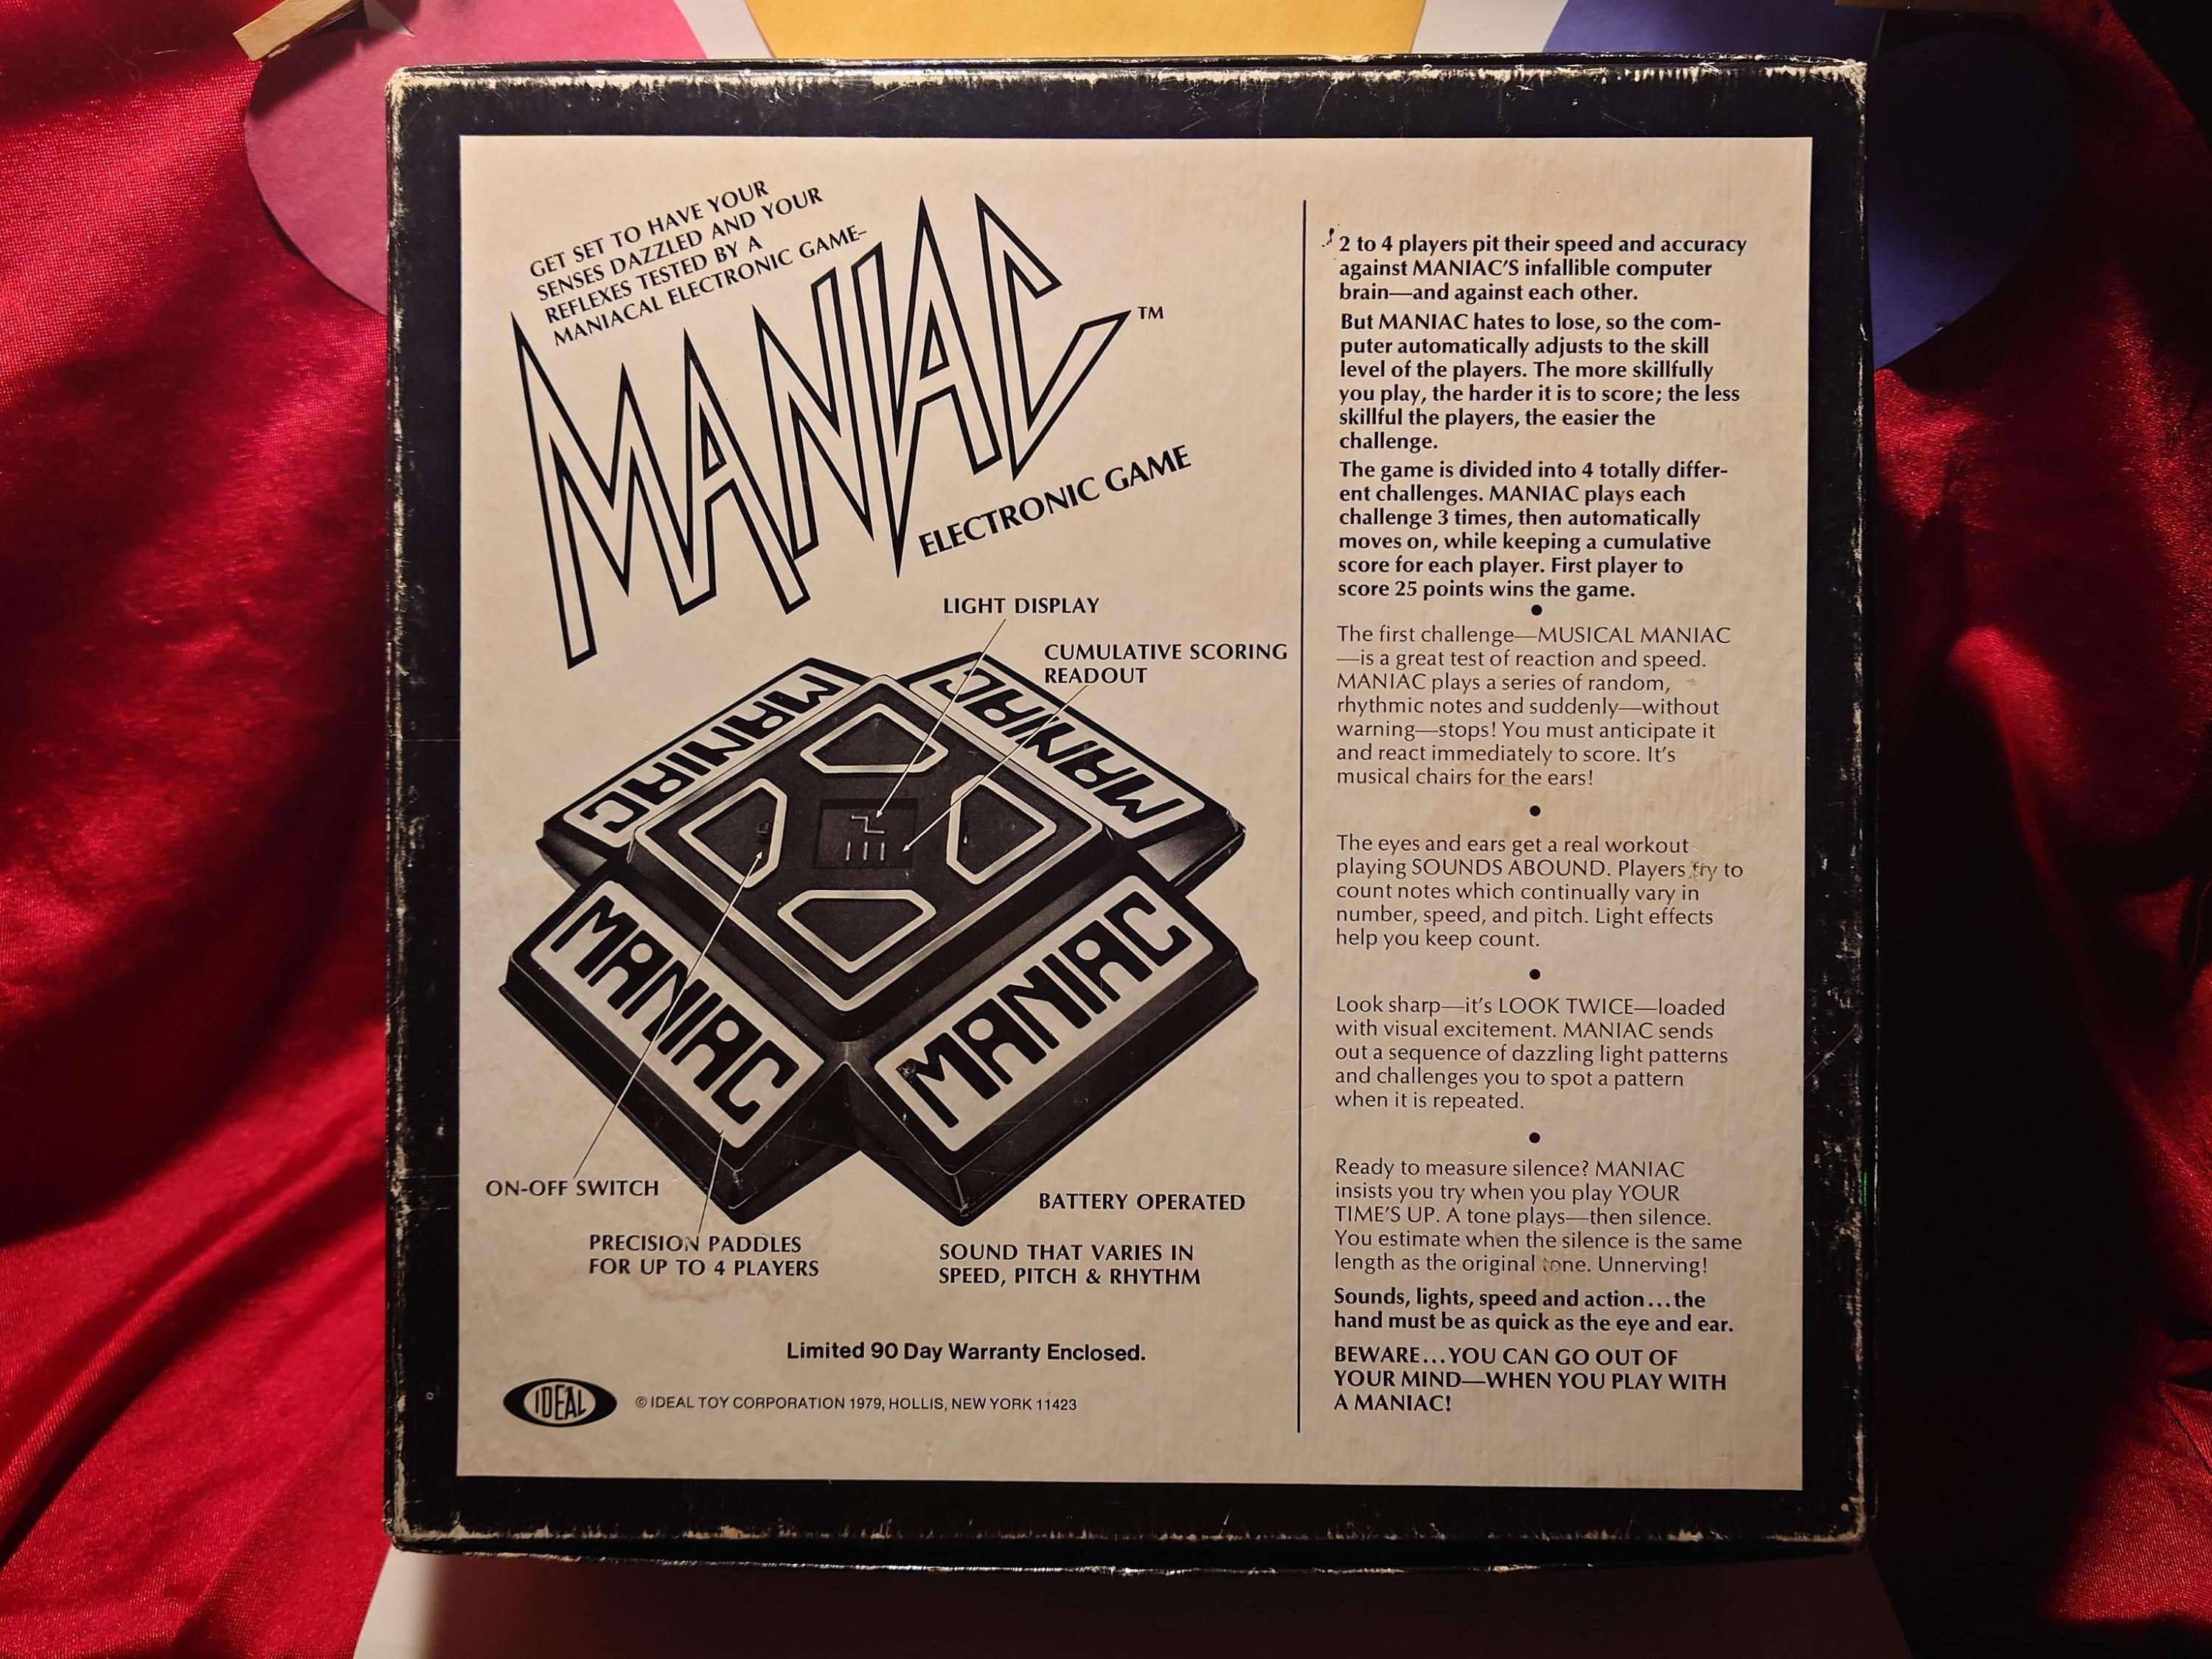 GET SET TO HAVE YOUR
SENSES DAZZLED AND YOUR
REFLEXES TESTED BY A
MANIACAL ELECTRONIC GAME–
MANIAC™
ELECTRONIC GAME
LIGHT DISPLAY
CUMULATIVE SCORING
READOUT
MANIAC
MANIAC
MANIAC
MANIAC
ON-OFF SWITCH
PRECISION PADDLES
FOR UP TO 4 PLAYERS
BATTERY OPERATED
SOUND THAT VARIES IN
SPEED, PITCH & RHYTHM
Limited 90 Day Warranty Enclosed.
IDEAL
© IDEAL TOY CORPORATION 1979, HOLLIS, NEW YORK 11423
2 to 4 players pit their speed and accuracy
against MANIAC'S infallible computer
brain—and against each other.
But MANIAC hates to lose, so the com-
puter automatically adjusts to the skill
level of the players. The more skillfully
you play, the harder it is to score; the less
skillful the players, the easier the
challenge.
The game is divided into 4 totally differ-
ent challenges. MANIAC plays each
challenge 3 times, then automatically
moves on, while keeping a cumulative
score for each player. First player to
score 25 points wins the game.
•
The first challenge—MUSICAL MANIAC
—is a great test of reaction and speed.
MANIAC plays a series of random,
rhythmic notes and suddenly—without
warning—stops! You must anticipate it
and react immediately to score. It's
musical chairs for the ears!
•
The eyes and ears get a real workout
playing SOUNDS ABOUND. Players try to
count notes which continually vary in
number, speed, and pitch. Light effects
help you keep count.
•
Look sharp—it's LOOK TWICE—loaded
with visual excitement. MANIAC sends
out a sequence of dazzling light patterns
and challenges you to spot a pattern
when it is repeated.
•
Ready to measure silence? MANIAC
insists you try when you play YOUR
TIME'S UP. A tone plays—then silence.
You estimate when the silence is the same
length as the original tone. Unnerving!
Sounds, lights, speed and action...the
hand must be as quick as the eye and ear.
BEWARE...YOU CAN GO OUT OF
YOUR MIND—WHEN YOU PLAY WITH
A MANIAC!